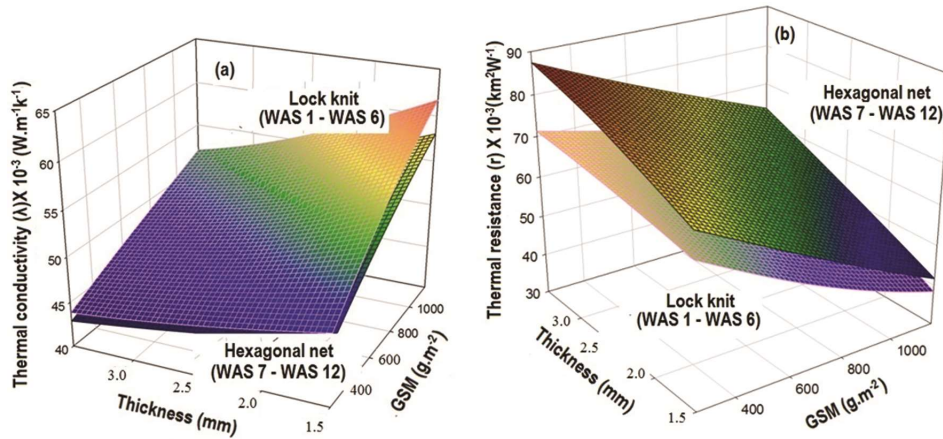 (a)
Lock knit
(WAS 1 - WAS 6)
Hexagonal net
(WAS 7 - WAS 12)
Thermal conductivity (λ)X 10⁻³ (W.m⁻¹k⁻¹)
65
60
55
50
45
40
3.0
2.5
2.0
1.5
Thickness (mm)
400
600
800
1000
GSM (g.m⁻²)
(b)
Hexagonal net
(WAS 7 - WAS 12)
Lock knit
(WAS 1 - WAS 6)
Thermal resistance (r) X 10⁻³(km²W⁻¹)
90
80
70
60
50
40
30
3.0
2.5
2.0
1.5
Thickness (mm)
400
600
800
1000
GSM (g.m⁻²)